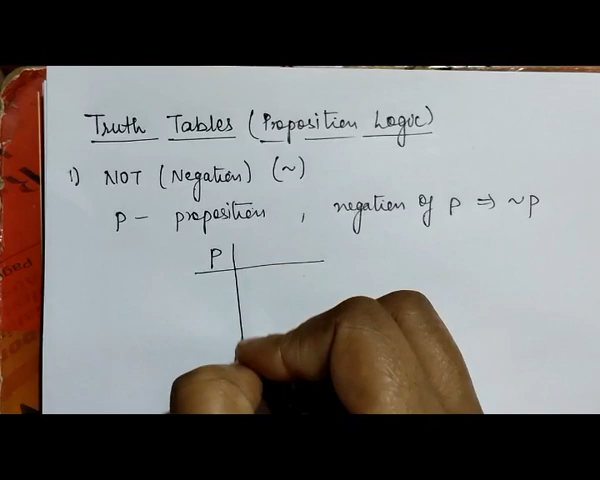 Truth Tables (Proposition Logic)
1) NOT (Negation) (~)
P - proposition , negation of p ⇒ ~p
P